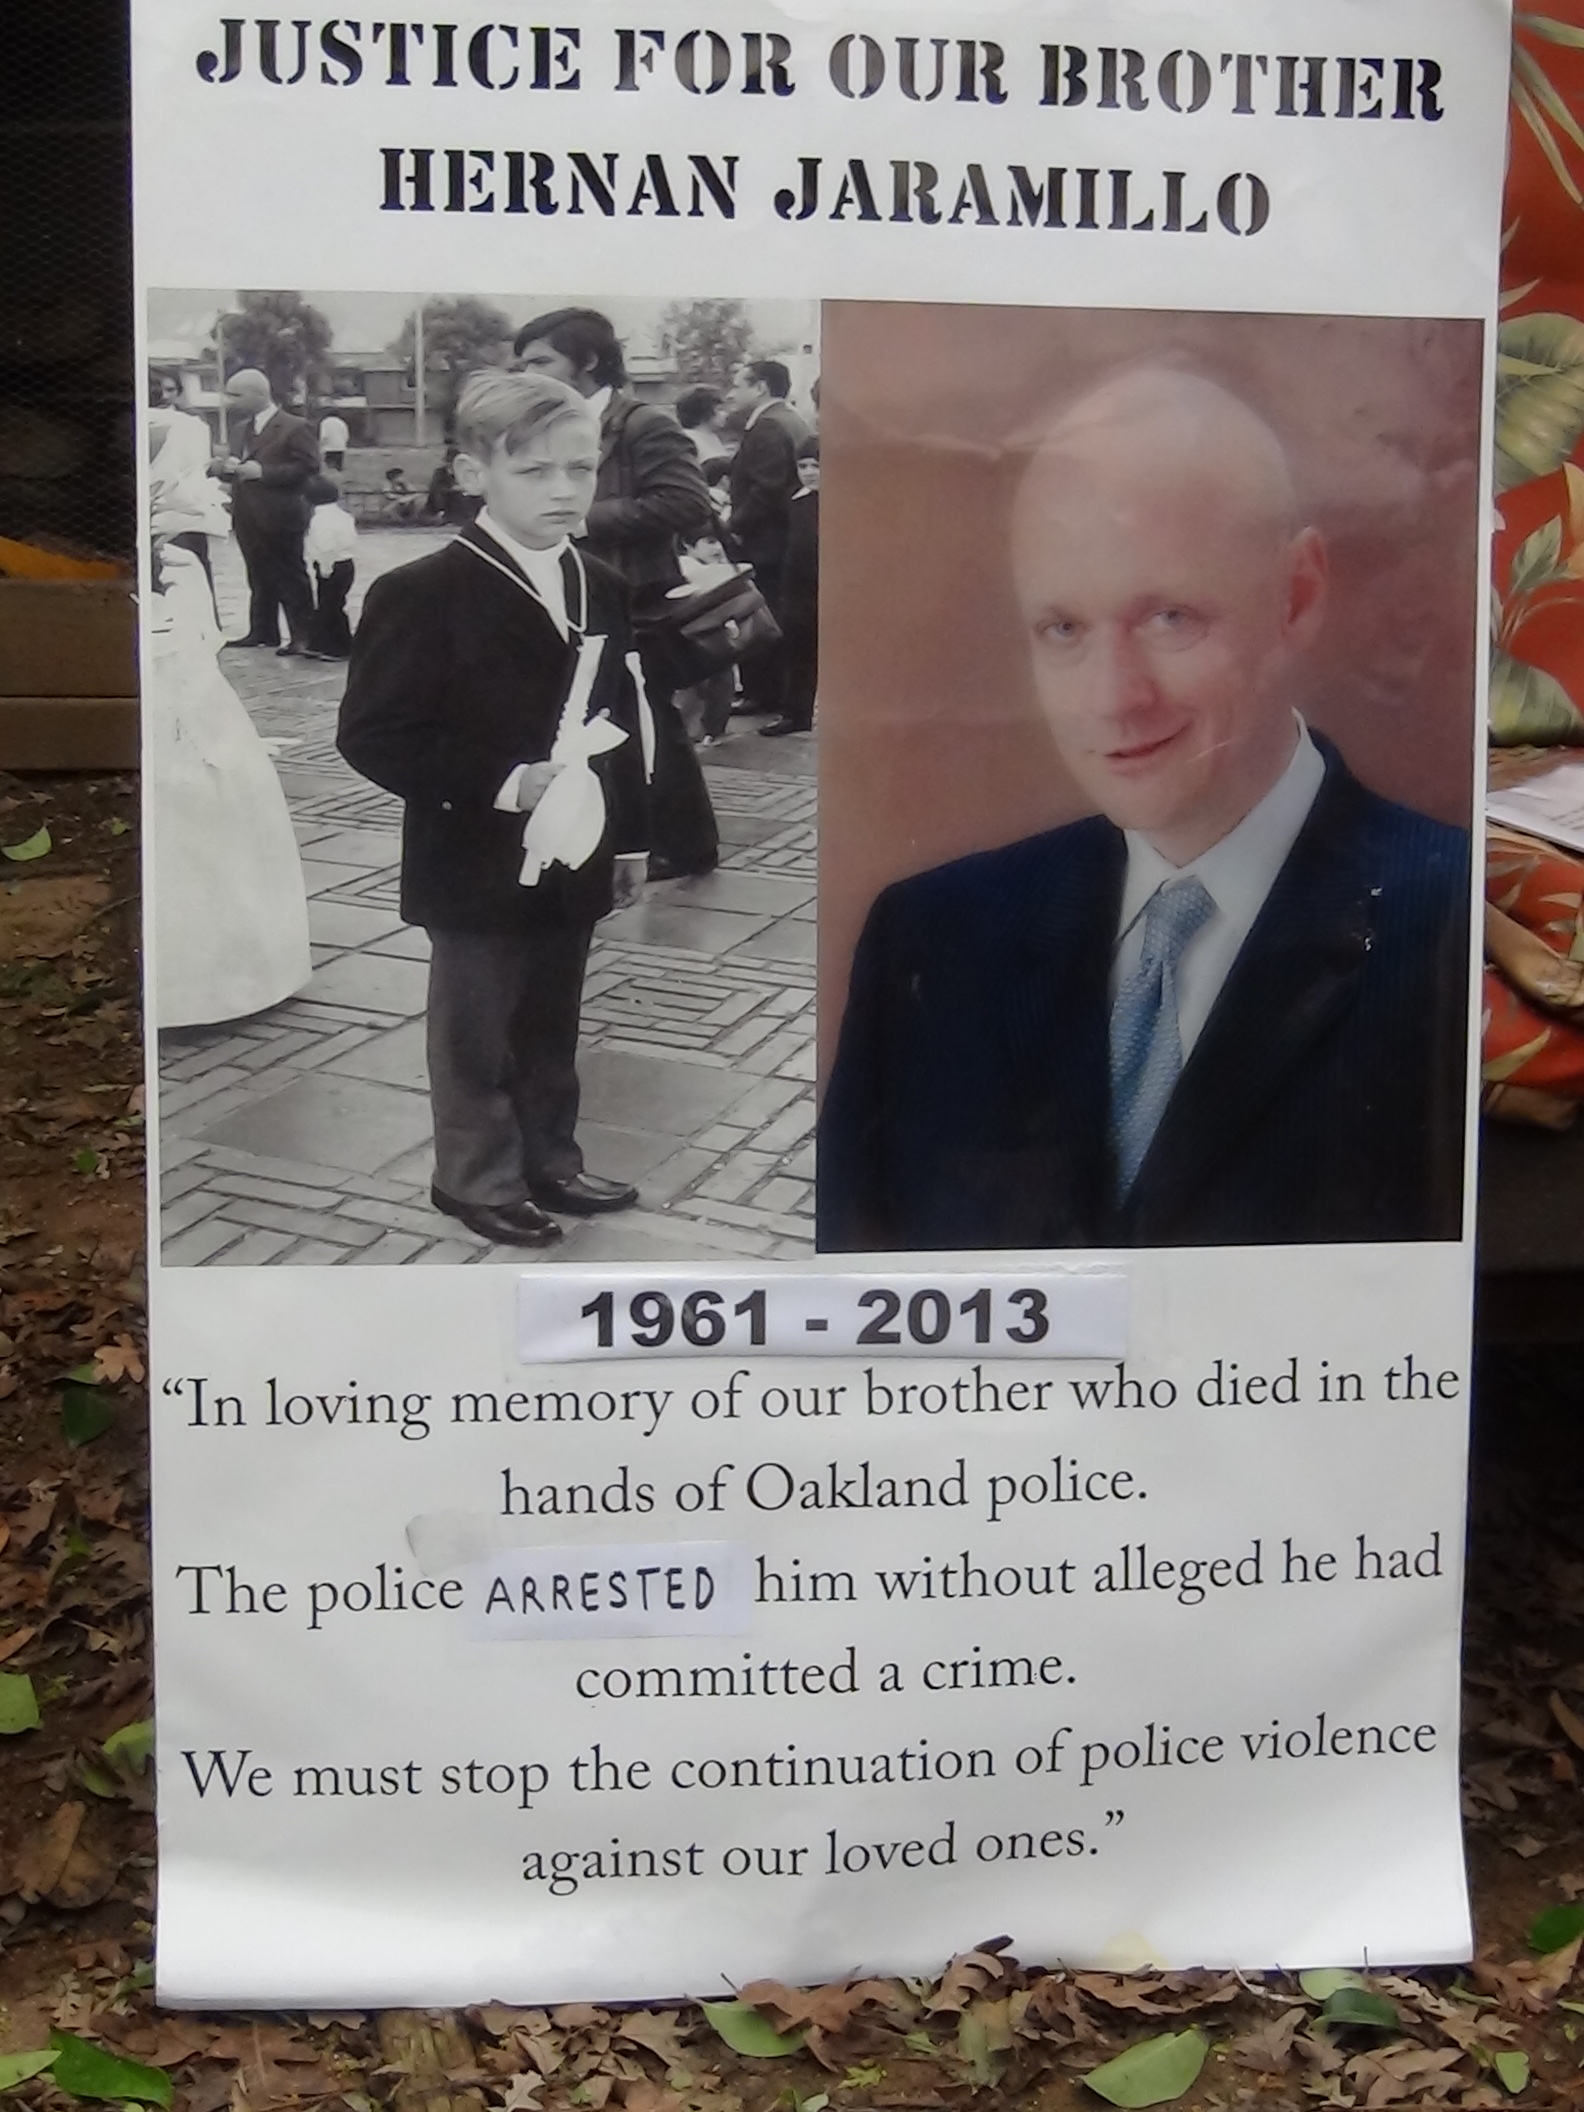 JUSTICE FOR OUR BROTHER
HERNAN JARAMILLO
1961 - 2013
“In loving memory of our brother who died in the
hands of Oakland police.
The police ARRESTED him without alleged he had
committed a crime.
We must stop the continuation of police violence
against our loved ones.”